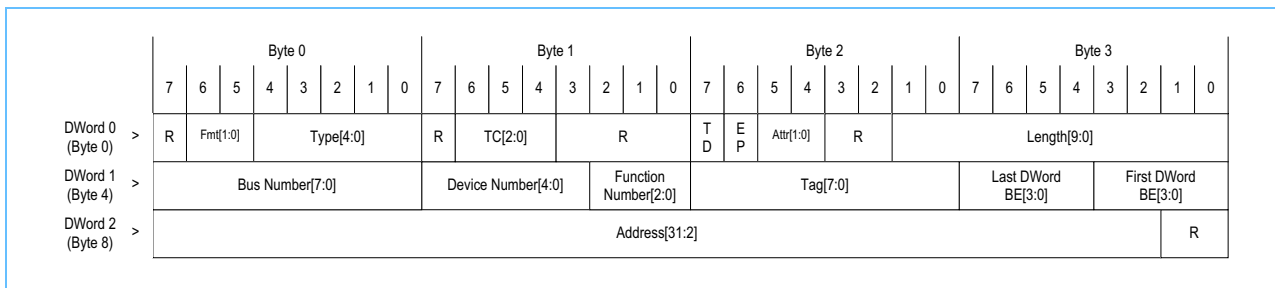 Byte 0 Byte 1 Byte 2 Byte 3
7 6 5 4 3 2 1 0 7 6 5 4 3 2 1 0 7 6 5 4 3 2 1 0 7 6 5 4 3 2 1 0
DWord 0
(Byte 0)
>
R Fmt[1:0] Type[4:0] R TC[2:0] R
T
D
E
P
Attr[1:0] R Length[9:0]
DWord 1
(Byte 4)
>
Bus Number[7:0] Device Number[4:0]
Function
Number[2:0]
Tag[7:0]
Last DWord
BE[3:0]
First DWord
BE[3:0]
DWord 2
(Byte 8)
>
Address[31:2] R